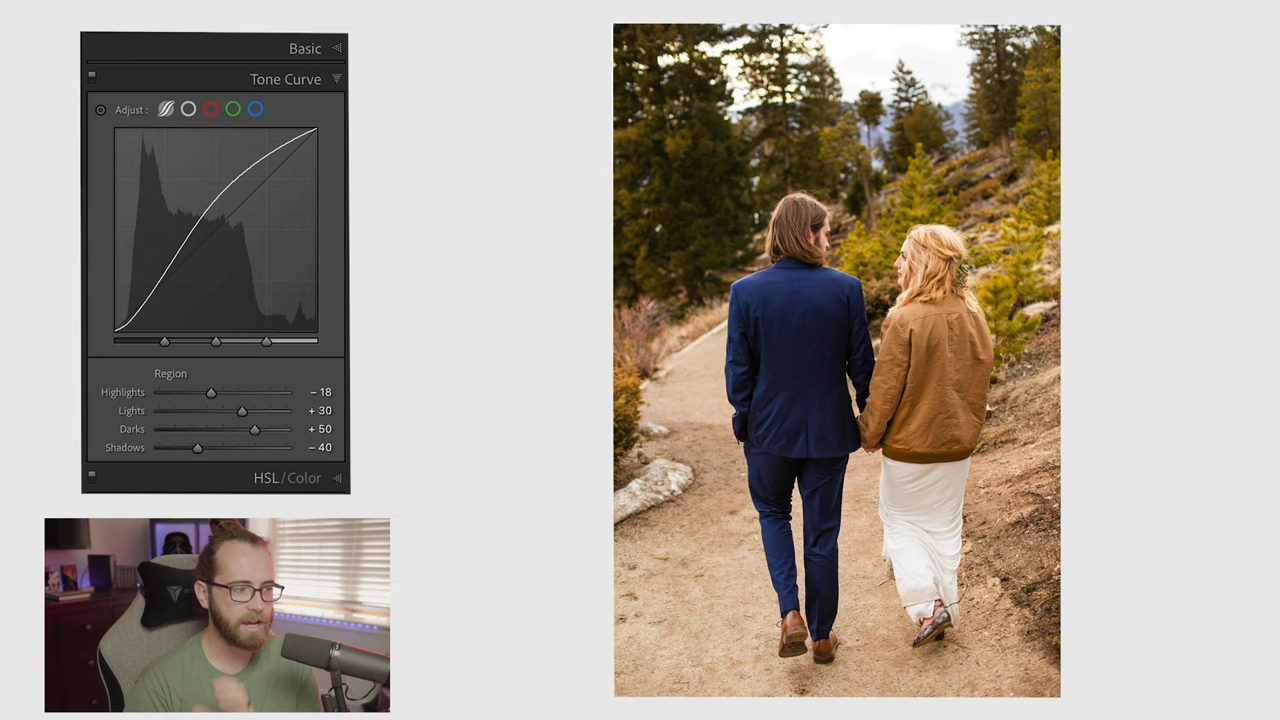 Basic
Tone Curve
Adjust :
Region
Highlights − 18
Lights + 30
Darks + 50
Shadows − 40
HSL / Color